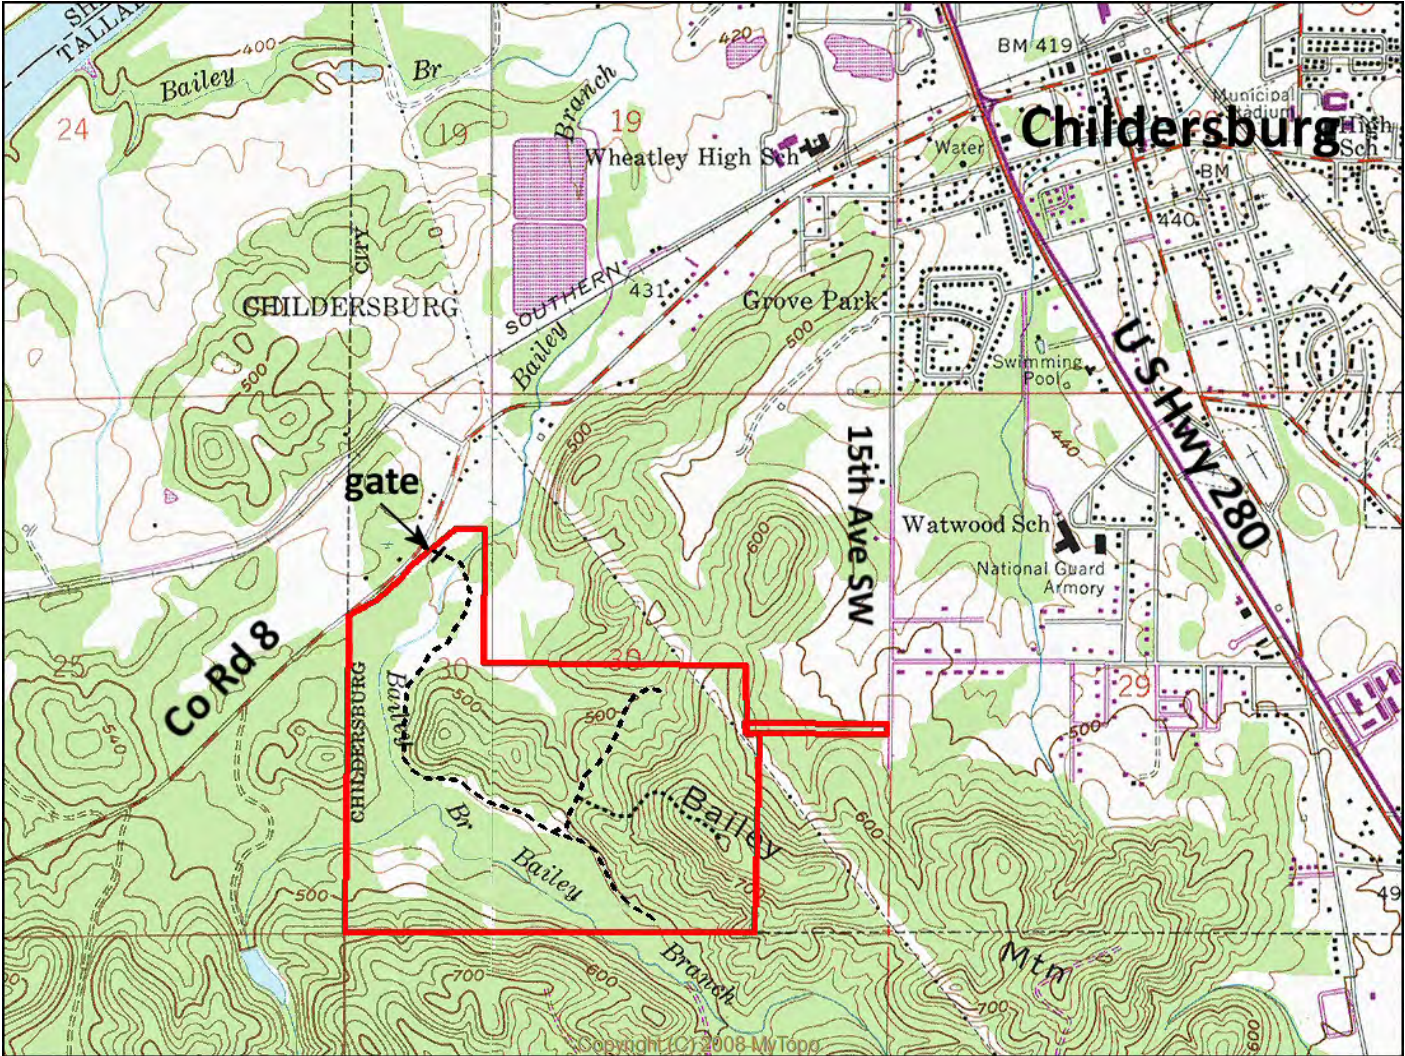 TALLA
400
Bailey
Br
Branch
420
BM 419
24
19
19
Wheatley High Sch
Water
Municipal
Stadium
Childersburg
High
Sch
BM
440
CITY
CHILDERSBURG
SOUTHERN
431
Grove Park
500
500
Bailey
Swimming
Pool
US Hwy 280
500
440
15th Ave SW
gate
600
Watwood Sch
National Guard
Armory
Co Rd 8
25
30
30
29
CHILDERSBURG
500
500
500
540
Bailey
600
Br
Bailey
500
49
700
600
Branch
Mtn
700
600
Copyright (C) 2008 MyTopo